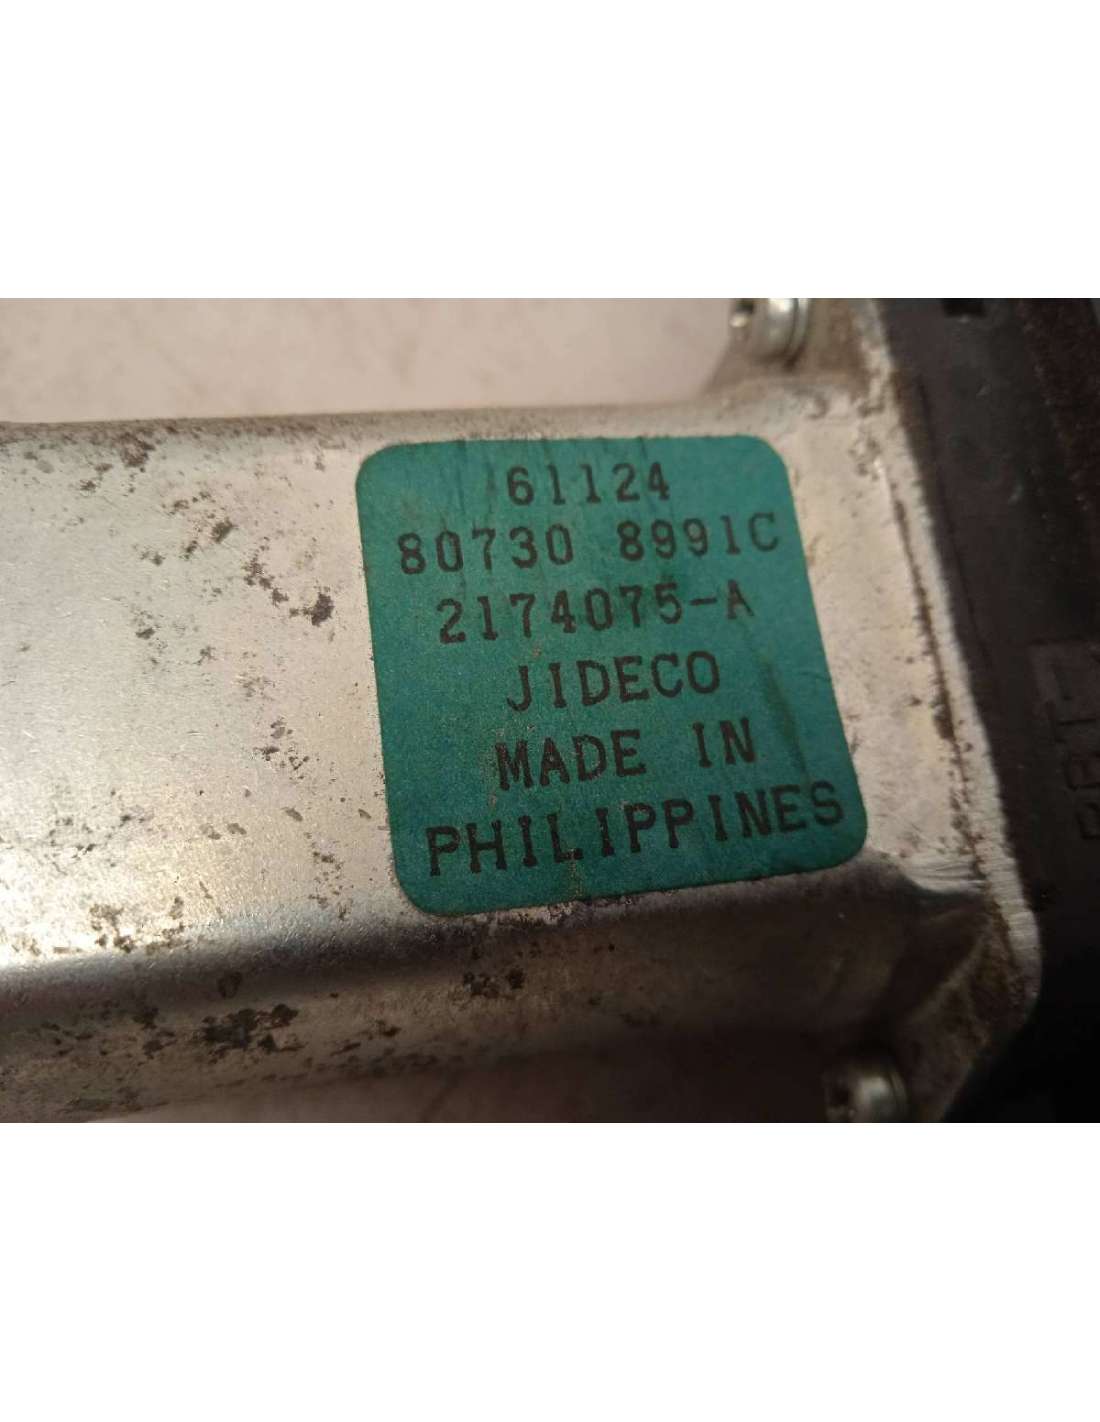 61124
80730 8991C
2174075-A
JIDECO
MADE IN
PHILIPPINES